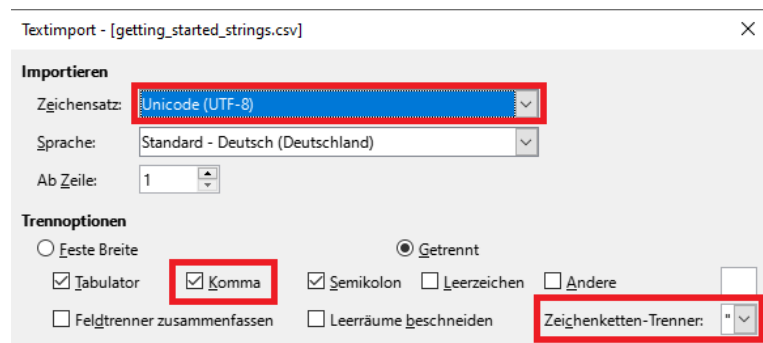 Textimport - [getting_started_strings.csv]
Importieren
Zeichensatz: Unicode (UTF-8)
Sprache: Standard - Deutsch (Deutschland)
Ab Zeile: 1
Trennoptionen
Feste Breite Getrennt
Tabulator Komma Semikolon Leerzeichen Andere
Feldtrenner zusammenfassen Leerräume beschneiden Zeichenketten-Trenner: "